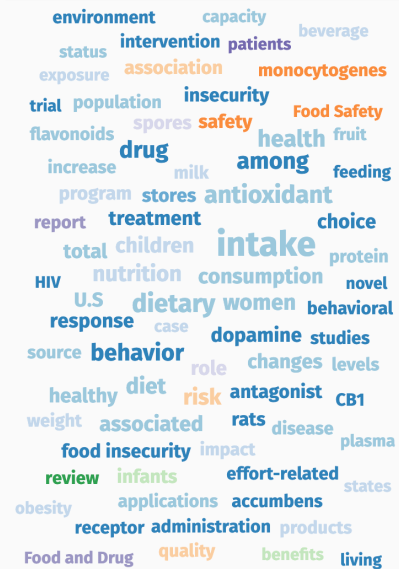 environment capacity
beverage
status intervention patients
exposure association monocytogenes
trial population insecurity
Food Safety
flavonoids spores safety health fruit
drug among
increase milk feeding
program stores antioxidant
report treatment choice
total children intake protein
HIV nutrition consumption novel
U.S dietary women behavioral
response case dopamine studies
source behavior role changes levels
healthy diet risk antagonist CB1
weight associated rats disease
plasma
food insecurity impact
review infants effort-related states
obesity applications accumbens
receptor administration products
Food and Drug quality benefits living